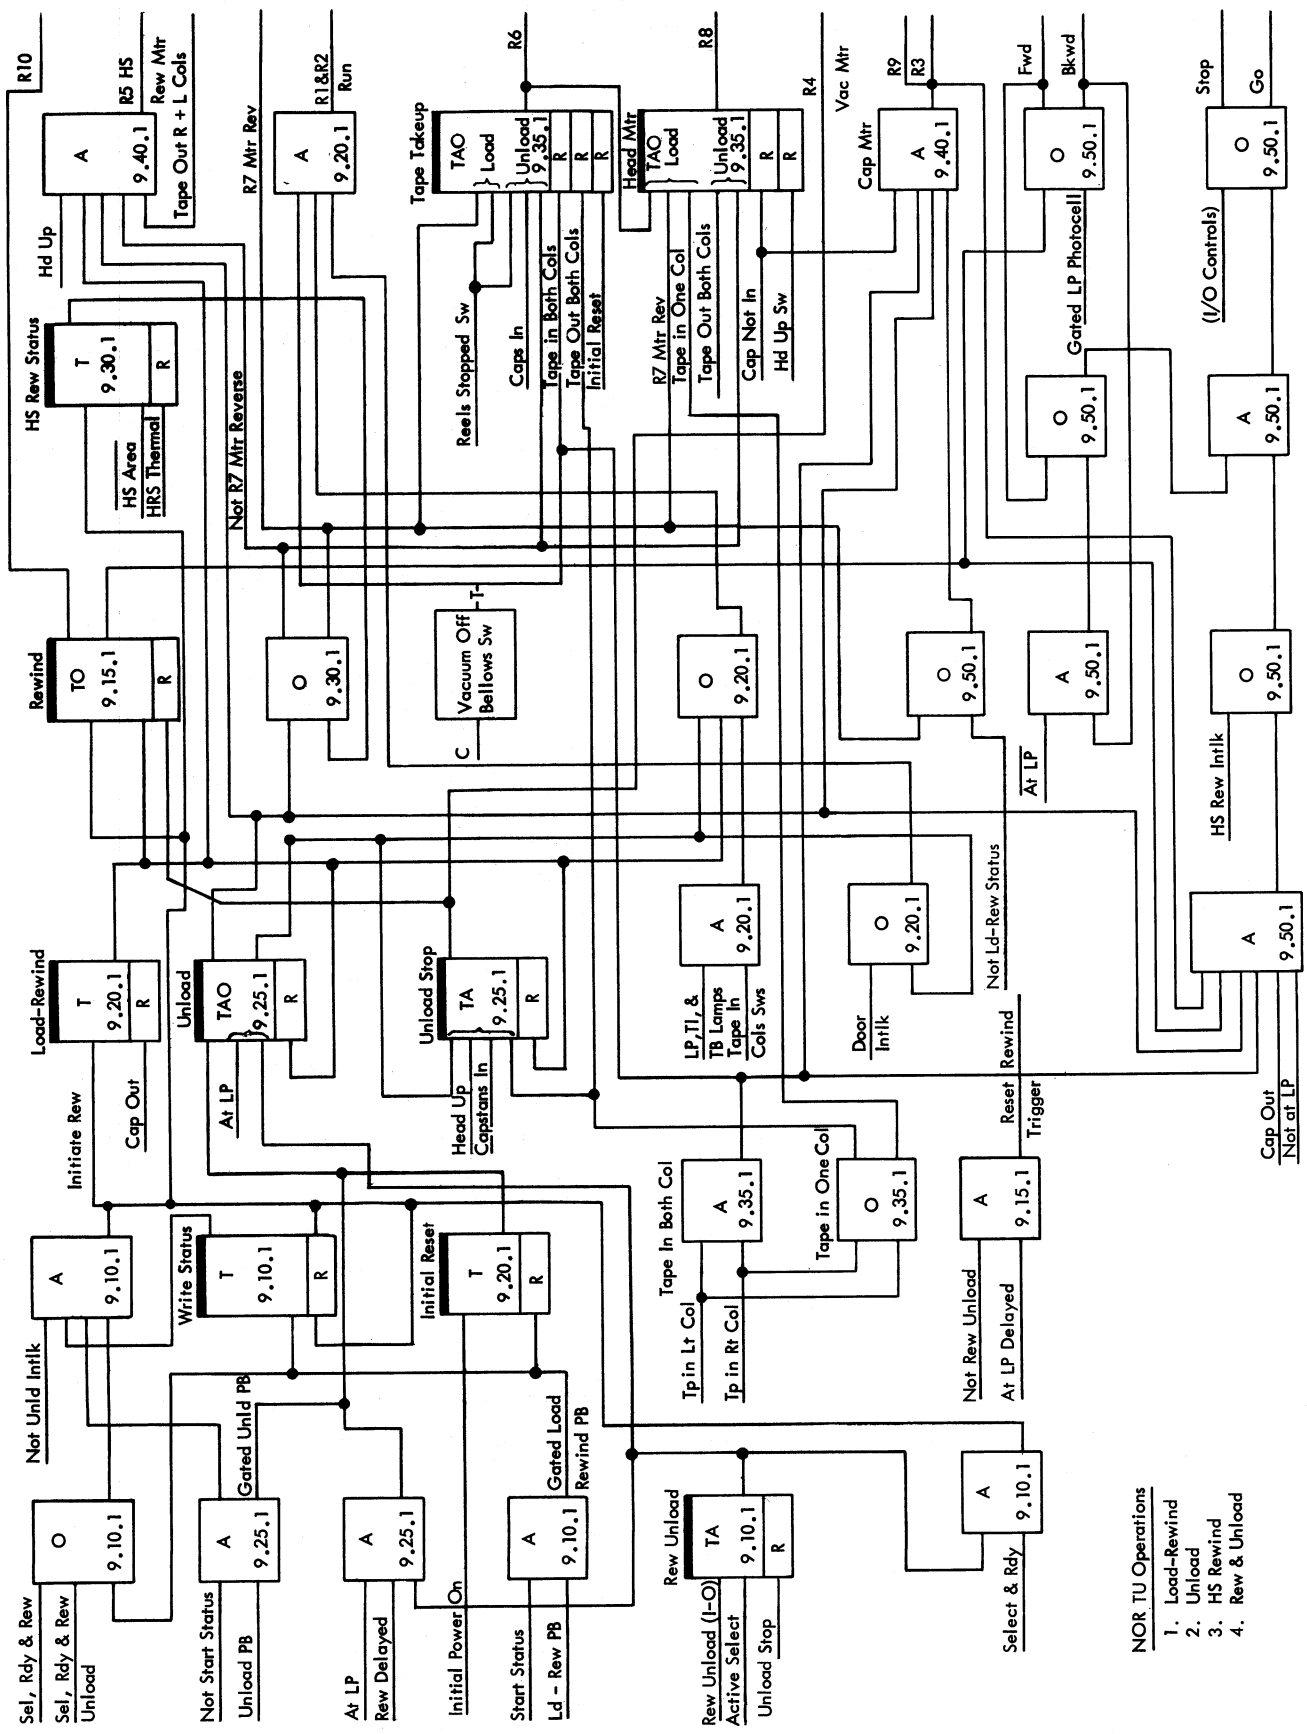 Sel, Rdy & Rew
Sel, Rdy & Rew
Unload
O
9.10.1
Not Unld Intlk
A
9.10.1
Initiate Rew
Cap Out
Load-Rewind
T
9.20.1
R
Rewind
TO
9.15.1
R
HS Rew Status
T
9.30.1
R
HS Area
HRS Thermal
Hd Up
A
9.40.1
R10
R5 HS
Rew Mtr
Tape Out R + L Cols
Not Start Status
Unload PB
A
9.25.1
Gated Unld PB
Write Status
T
9.10.1
R
At LP
Unload
TAO
9.25.1
R
O
9.30.1
Not R7 Mtr Reverse
R7 Mtr Rev
A
9.20.1
R1&R2
Run
At LP
Rew Delayed
A
9.25.1
Initial Power On
Initial Reset
T
9.20.1
R
Start Status
Ld - Rew PB
A
9.10.1
Gated Load
Rewind PB
Head Up
Capstans In
Unload Stop
TA
9.25.1
R
C
Vacuum Off
Bellows Sw
T
Reels Stopped Sw
Caps In
Tape in Both Cols
Tape Out Both Cols
Initial Reset
Tape Takeup
TAO
Load
Unload
9.35.1
R
R
R
R6
Rew Unload (I-O)
Active Select
Unload Stop
Rew Unload
TA
9.10.1
R
Tp in Lt Col
Tp in Rt Col
Tape In Both Col
A
9.35.1
Tape in One Col
O
9.35.1
LP, TI, &
TB Lamps
Tape In
Cols Sws
A
9.20.1
O
9.20.1
R7 Mtr Rev
Tape in One Col
Tape Out Both Cols
Cap Not In
Hd Up Sw
Head Mtr
TAO
Load
Unload
9.35.1
R
R
R8
R4
Vac Mtr
Door
Intlk
O
9.20.1
Cap Mtr
A
9.40.1
R9
R3
Select & Rdy
A
9.10.1
Not Rew Unload
At LP Delayed
A
9.15.1
Reset Rewind
Trigger
Not Ld-Rew Status
O
9.50.1
At LP
A
9.50.1
O
9.50.1
Gated LP Photocell
O
9.50.1
Fwd
Bkwd
NOR TU Operations
1. Load-Rewind
2. Unload
3. HS Rewind
4. Rew & Unload
Cap Out
Not at LP
A
9.50.1
HS Rew Intlk
O
9.50.1
A
9.50.1
(I/O Controls)
O
9.50.1
Stop
Go